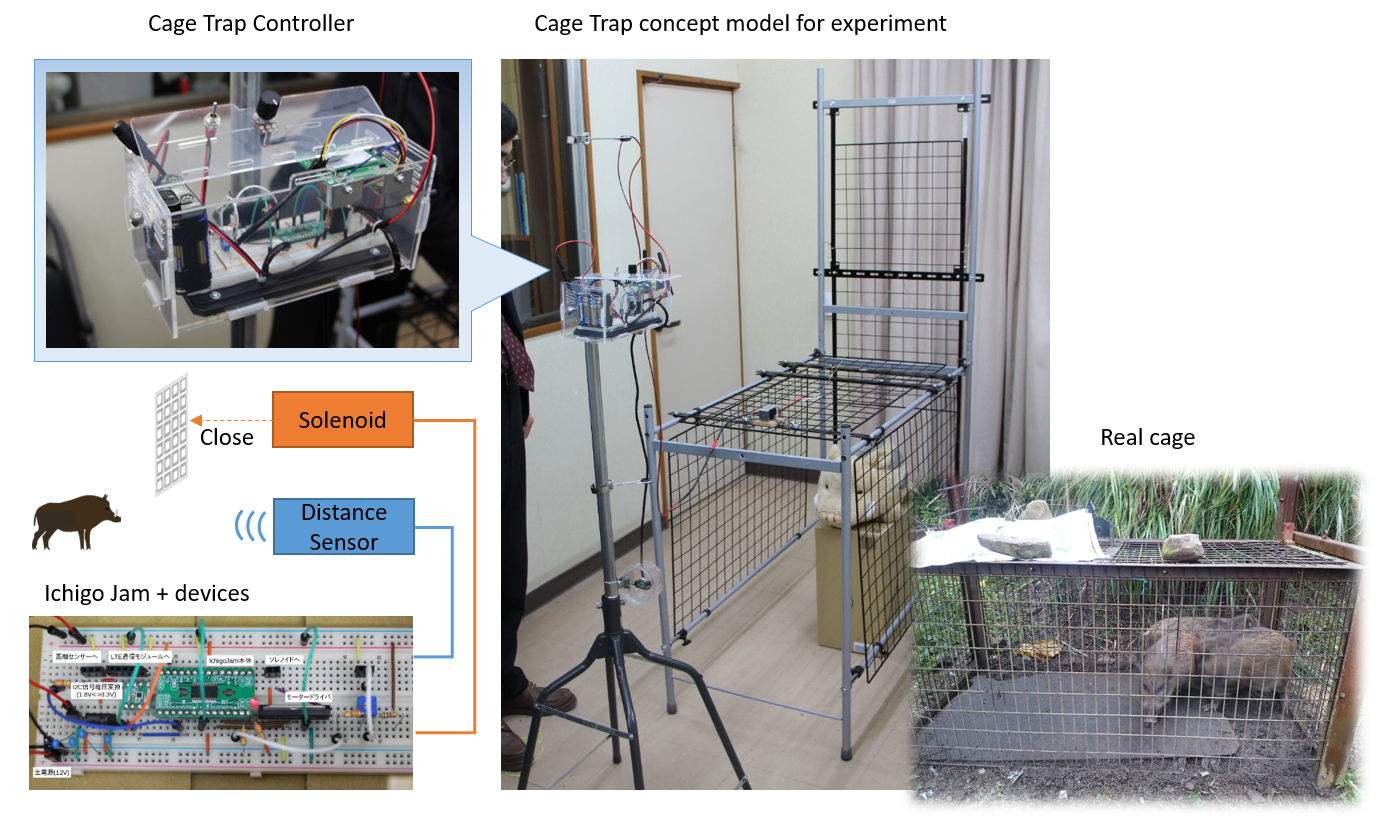 Cage Trap Controller
Cage Trap concept model for experiment
Close
Solenoid
Distance
Sensor
Real cage
Ichigo Jam + devices
距離センサーへ
LTE通信モジュールへ
IchigoJam本体
ソレノイドへ
I2C信号電圧変換
(1.8V<->3.3V)
モータードライバ
主電源(12V)